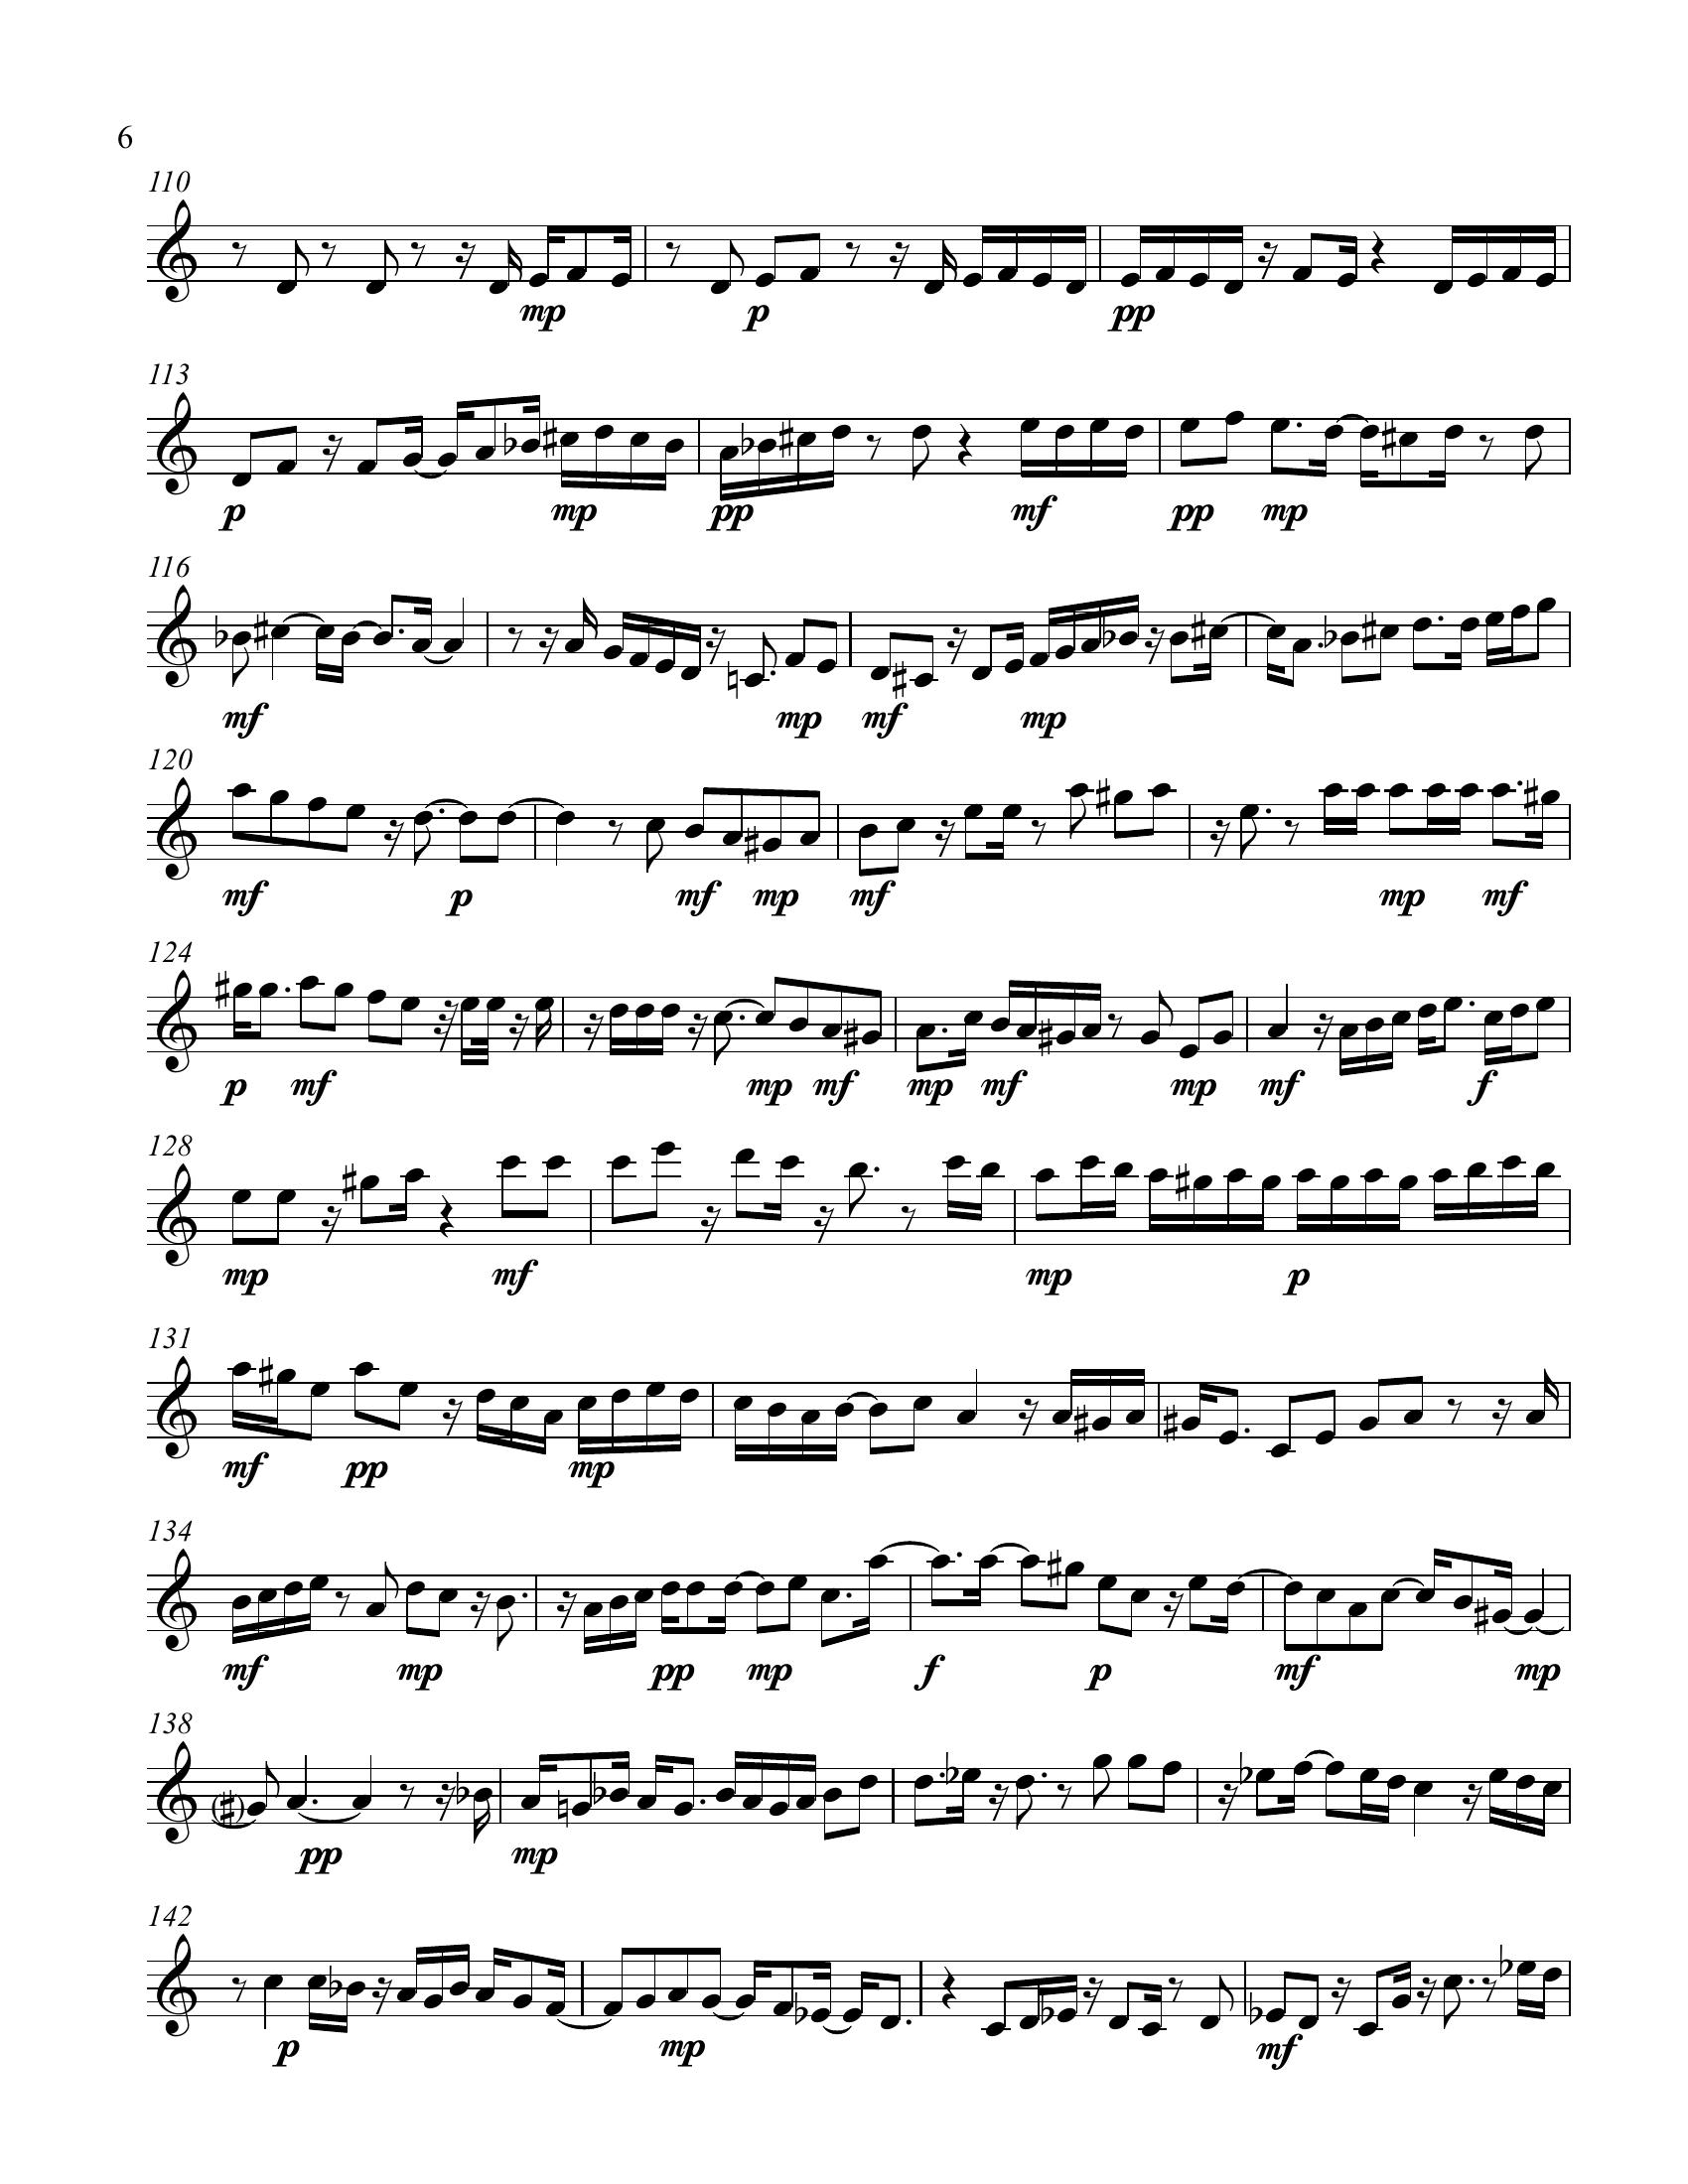 6
110
mp p pp
113
p mp pp mf pp mp
116
mf mp mf mp
120
mf p mf mp mf mp mf
124
p mf mp mf mp mf mp mf f
128
mp mf mp p
131
mf pp mp
134
mf mp pp mp f p mf mp
138
pp mp
142
p mp mf